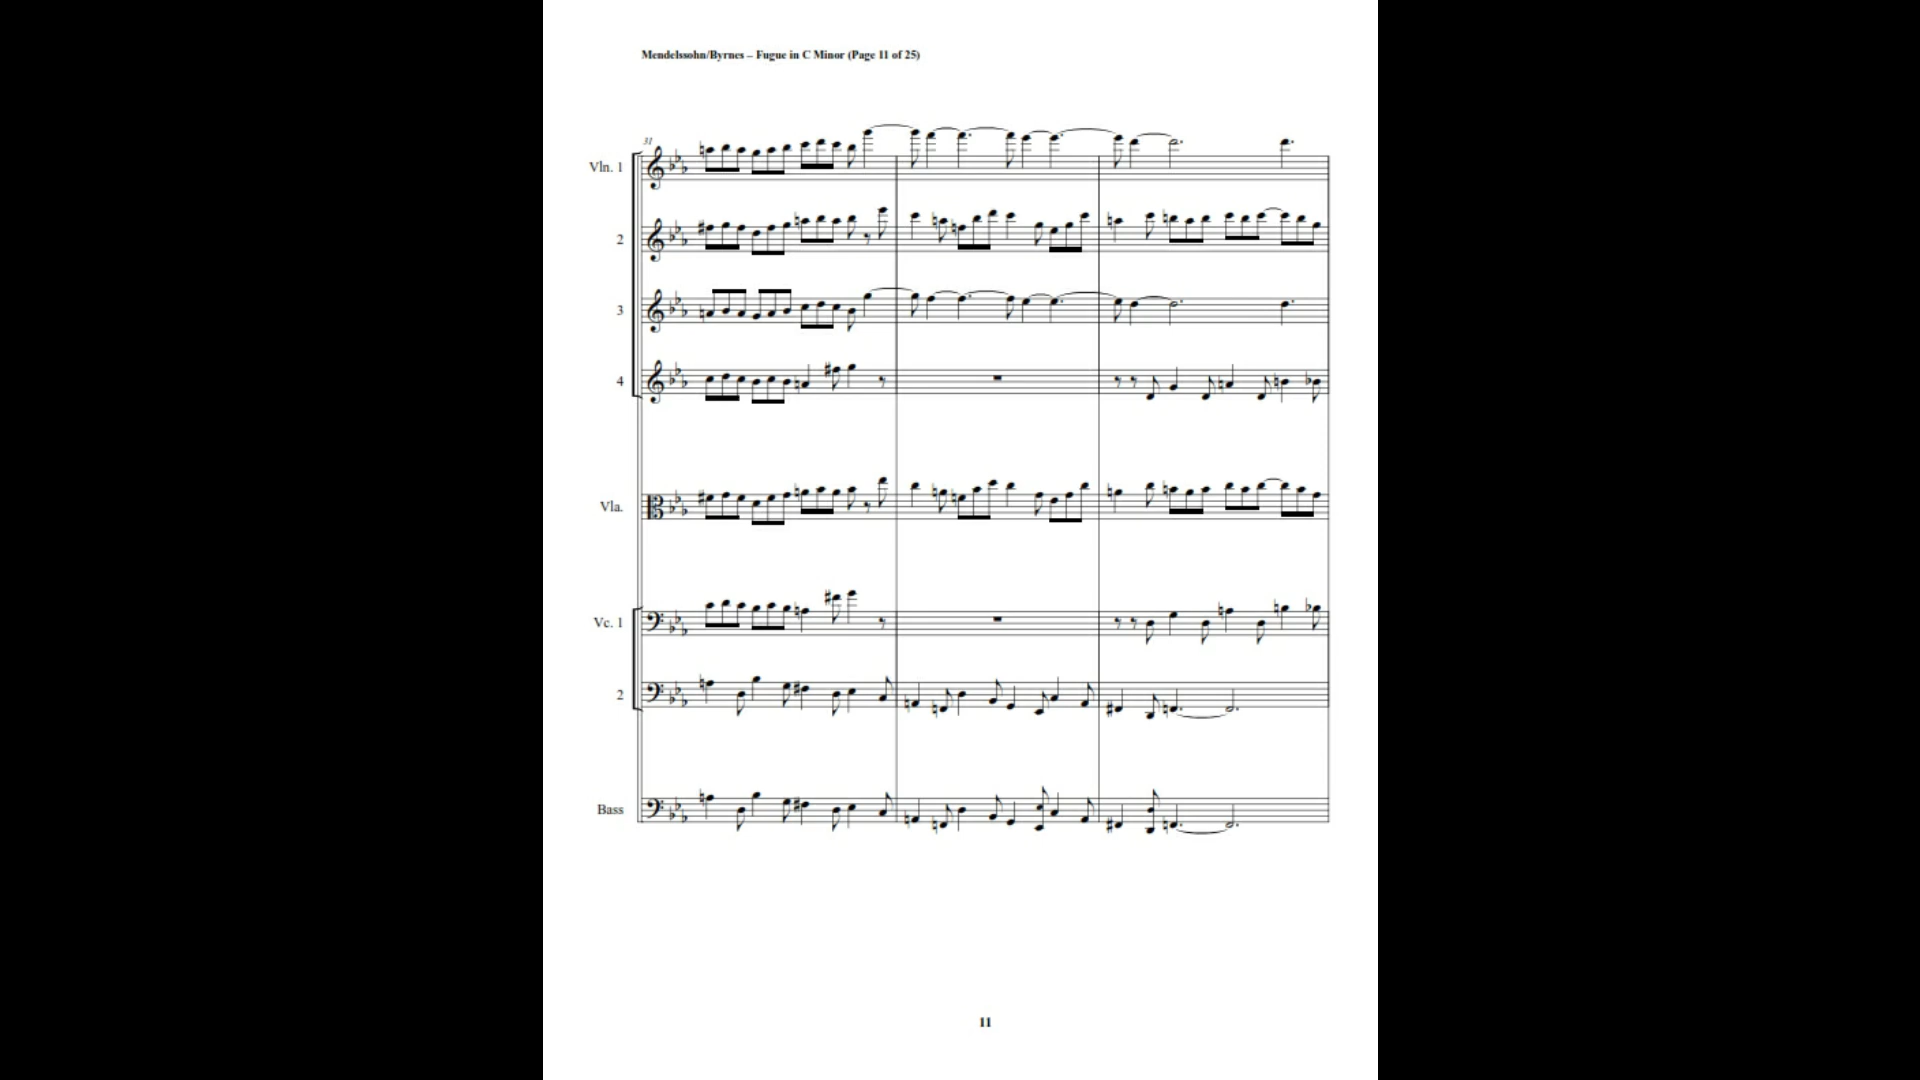 Mendelssohn/Byrnes – Fugue in C Minor (Page 11 of 25)
31
Vln. 1
2
3
4
Vla.
Vc. 1
2
Bass
11